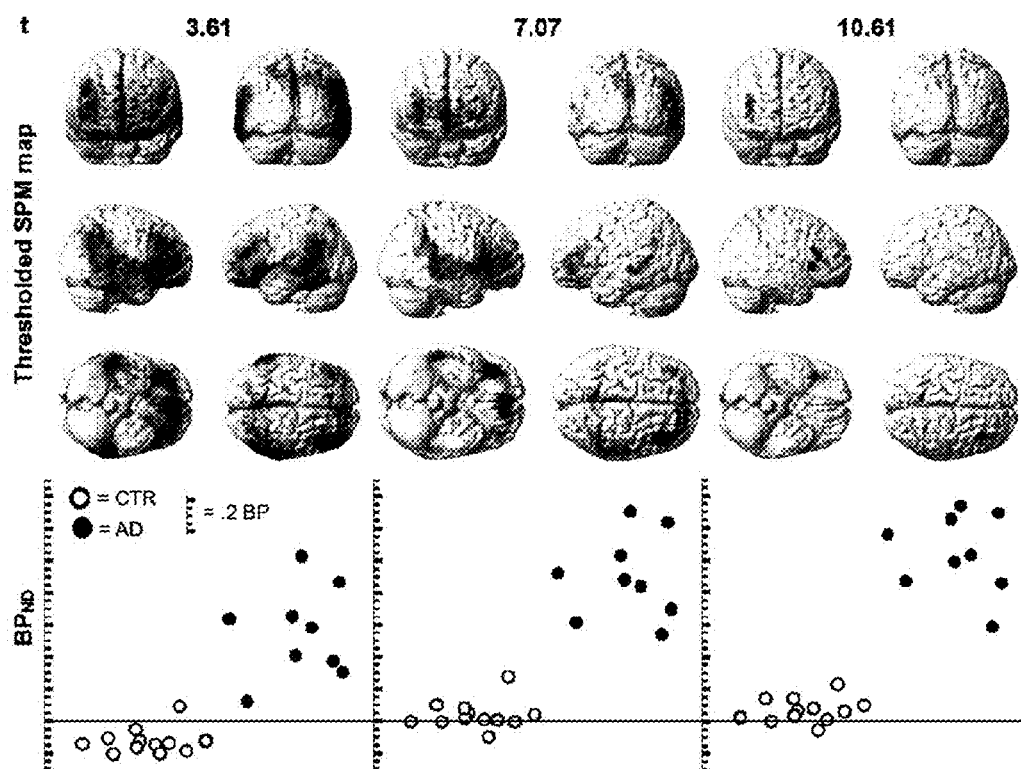 t 3.61 7.07 10.61
Thresholded SPM map
= CTR
= AD
= .2 BP
BPND